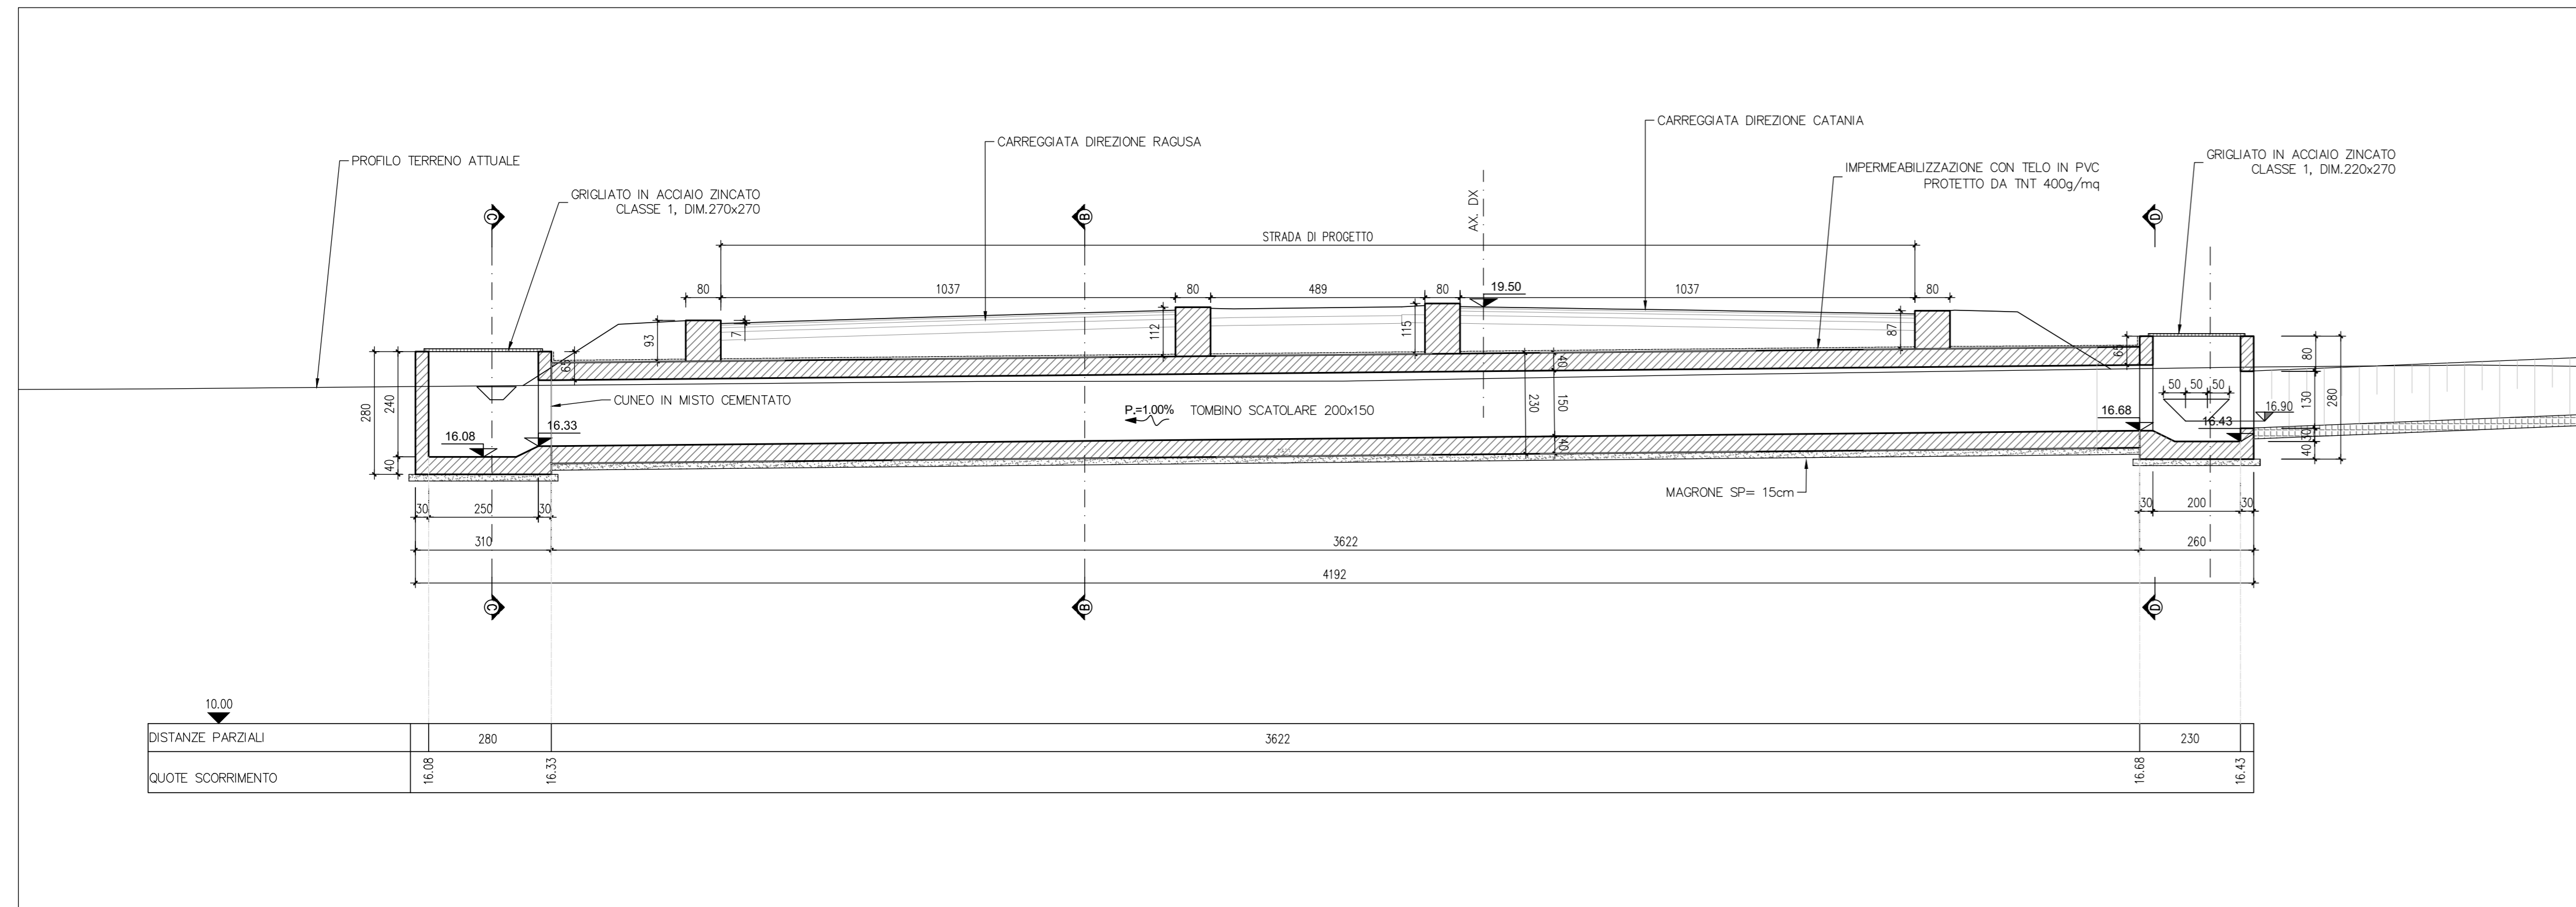 CARREGGIATA DIREZIONE CATANIA
CARREGGIATA DIREZIONE RAGUSA
PROFILO TERRENO ATTUALE
GRIGLIATO IN ACCIAIO ZINCATO
CLASSE 1, DIM.220x270
IMPERMEABILIZZAZIONE CON TELO IN PVC
PROTETTO DA TNT 400g/mq
GRIGLIATO IN ACCIAIO ZINCATO
CLASSE 1, DIM.270x270
AX. DX
C
B
D
STRADA DI PROGETTO
80
1037
80
489
80
19.50
1037
80
93
7
112
115
87
65
40
65
80
280
240
40
CUNEO IN MISTO CEMENTATO
P.=1.00%
TOMBINO SCATOLARE 200x150
230
150
40
50
50
50
130
280
30
40
16.08
16.33
16.68
16.43
16.90
MAGRONE SP= 15cm
30
250
30
30
200
30
310
3622
260
4192
C
B
D
10.00
DISTANZE PARZIALI
280
3622
230
QUOTE SCORRIMENTO
16.08
16.33
16.68
16.43